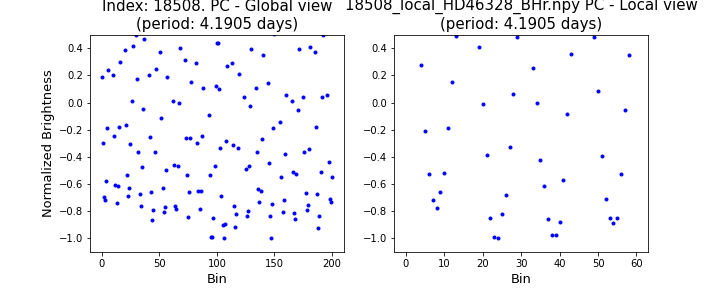 Index: 18508. PC - Global view
(period: 4.1905 days)
18508_local_HD46328_BHr.npy PC - Local view
(period: 4.1905 days)
Normalized Brightness
0.4
0.2
0.0
−0.2
−0.4
−0.6
−0.8
−1.0
0 50 100 150 200
Bin
0.4
0.2
0.0
−0.2
−0.4
−0.6
−0.8
−1.0
0 10 20 30 40 50 60
Bin